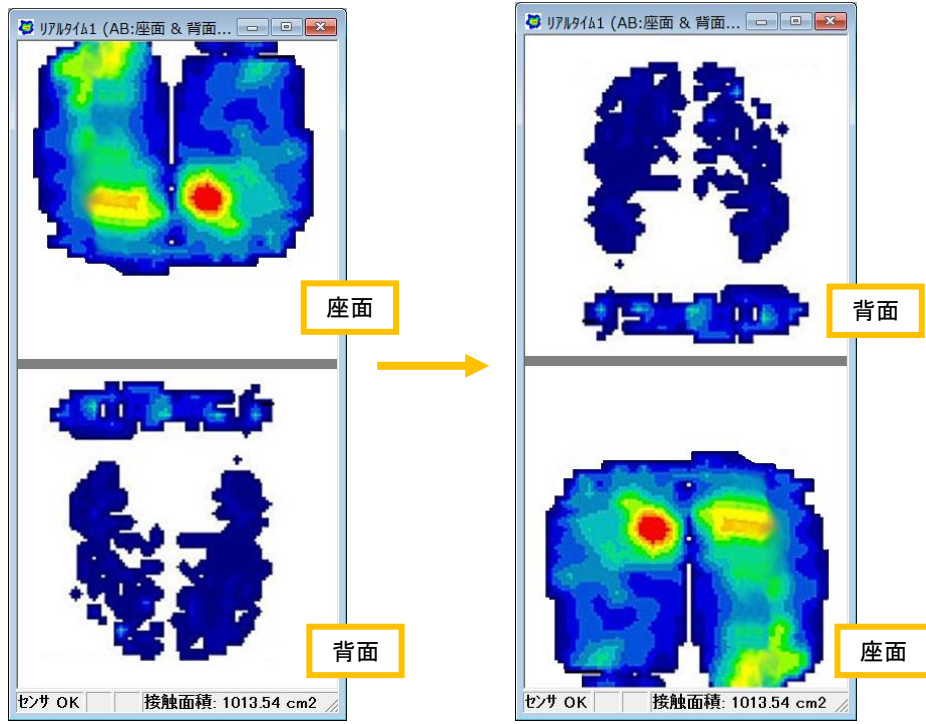 リアルタイム1 (AB:座面 & 背面...
座面
背面
センサ OK
接触面積: 1013.54 cm2
リアルタイム1 (AB:座面 & 背面...
背面
座面
センサ OK
接触面積: 1013.54 cm2